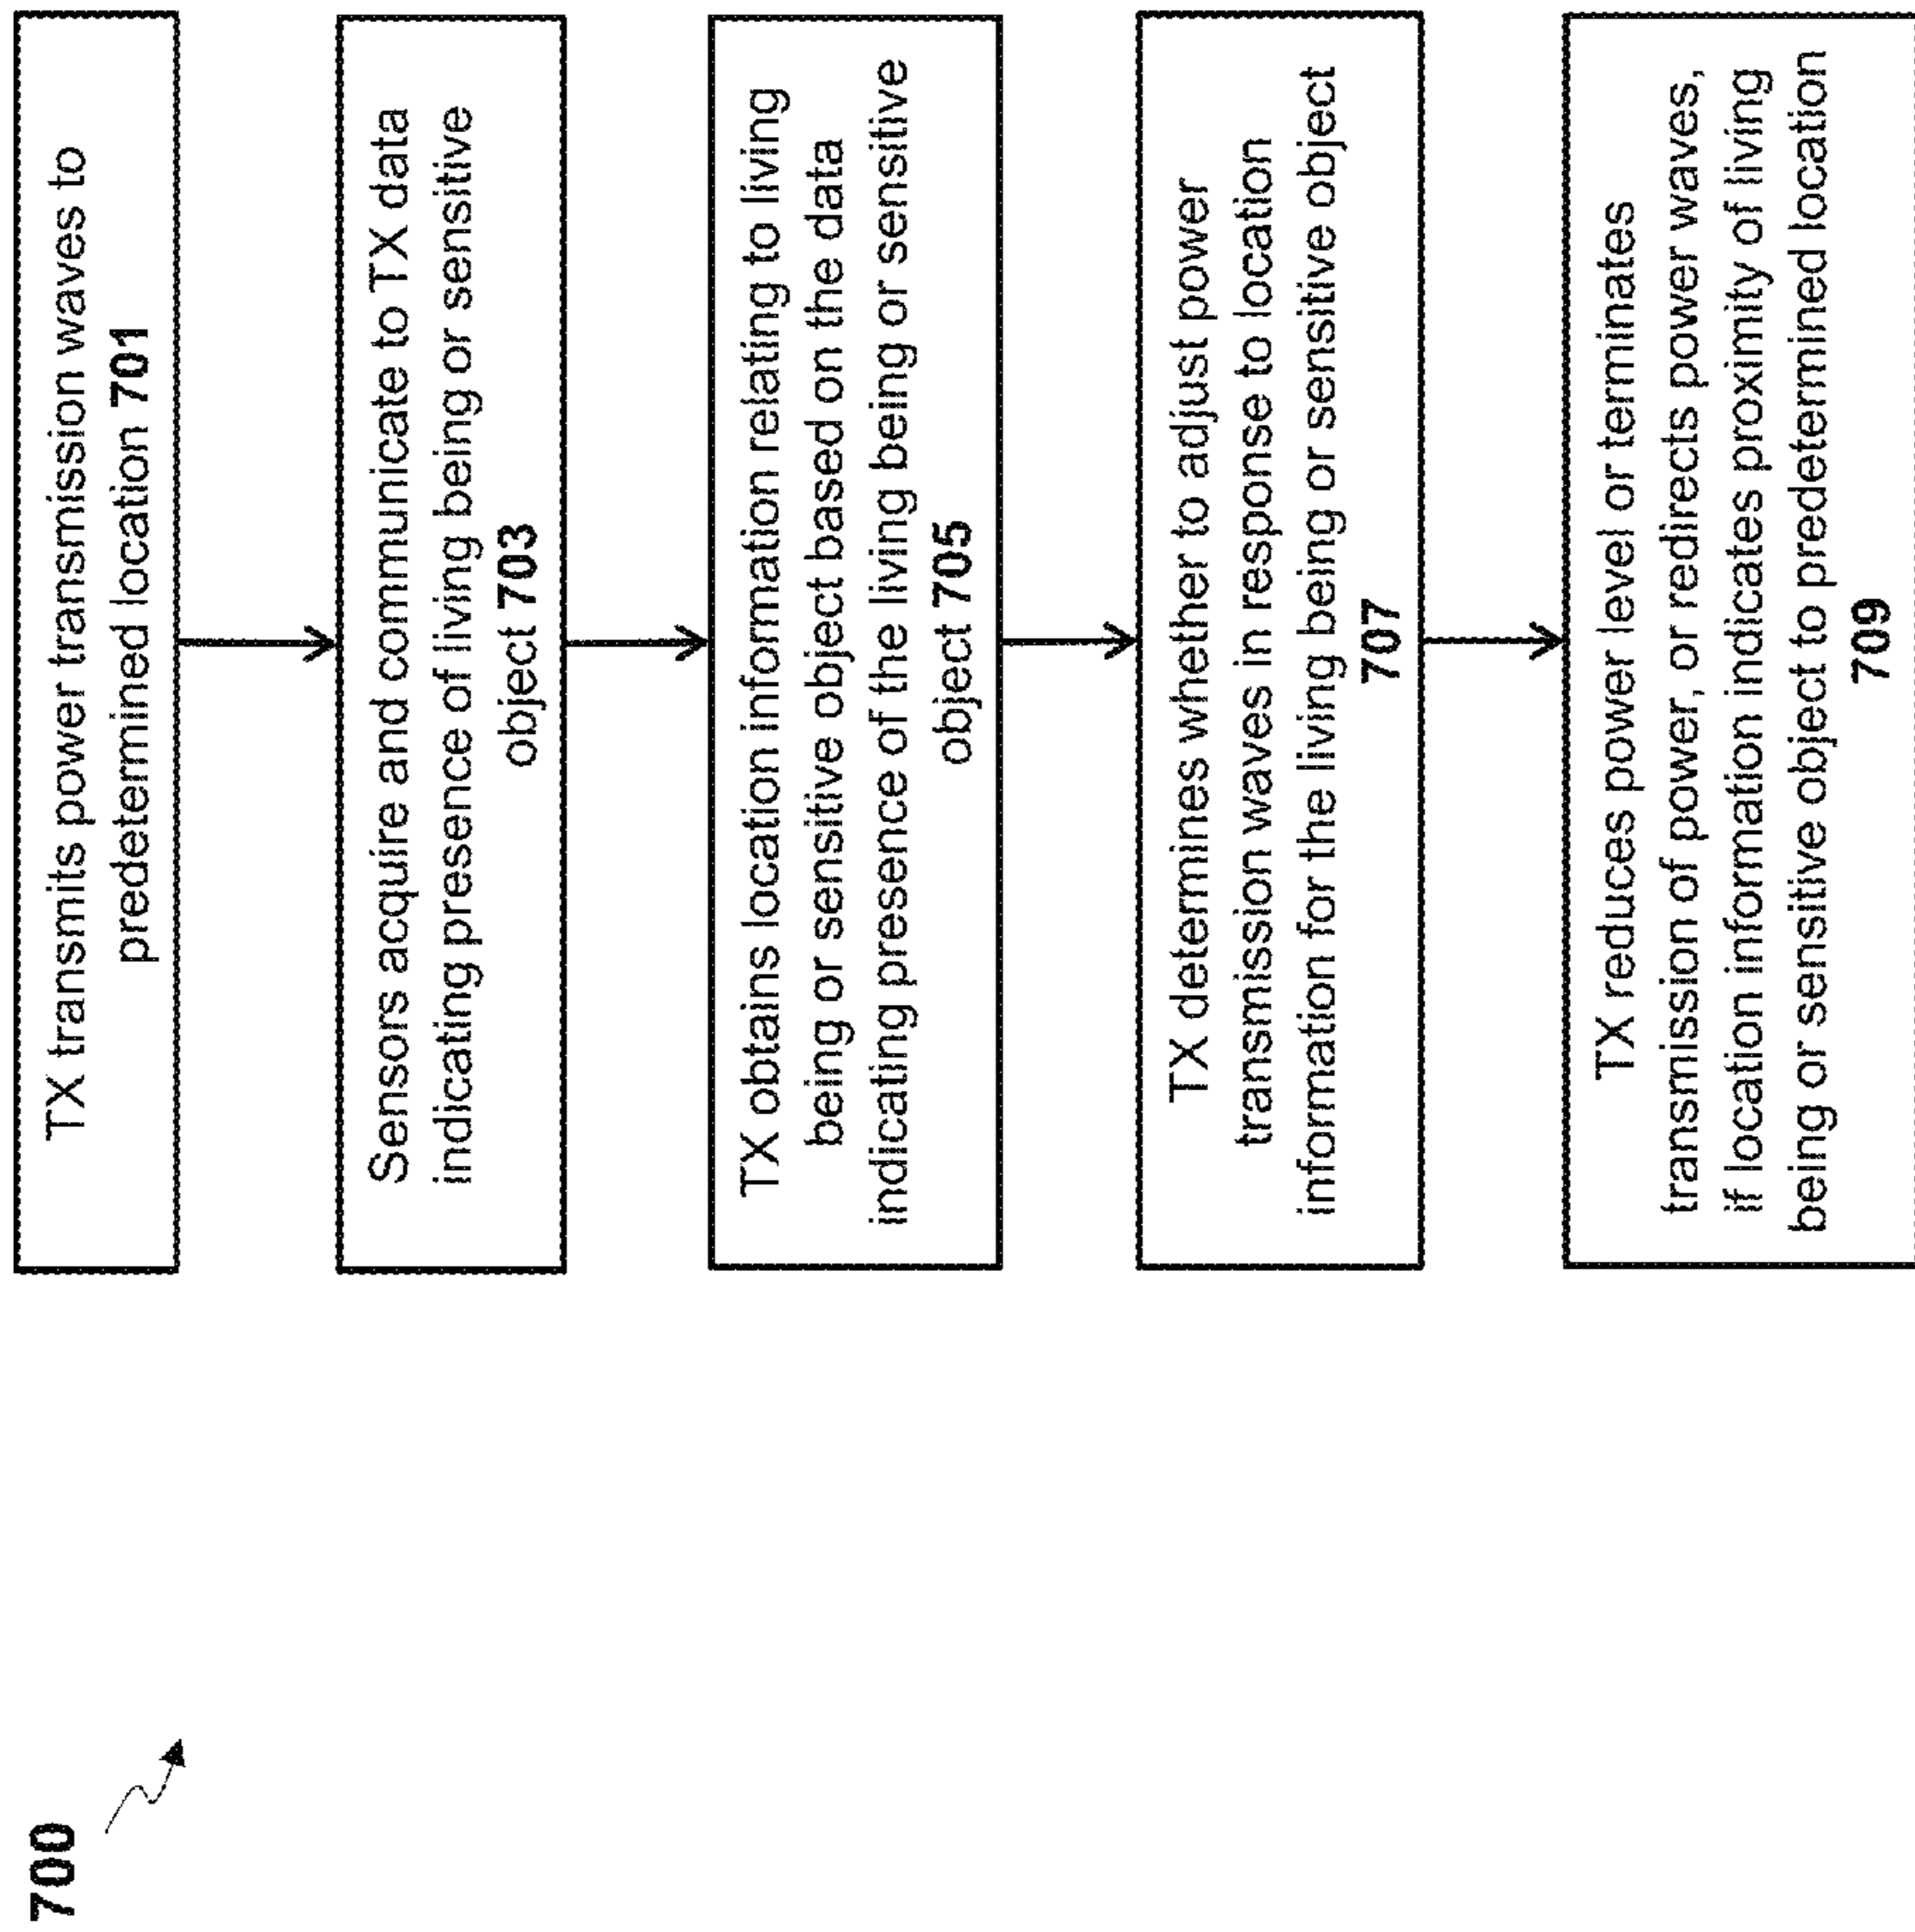 700
TX transmits power transmission waves to
predetermined location 701
Sensors acquire and communicate to TX data
indicating presence of living being or sensitive
object 703
TX obtains location information relating to living
being or sensitive object based on the data
indicating presence of the living being or sensitive
object 705
TX determines whether to adjust power
transmission waves in response to location
information for the living being or sensitive object
707
TX reduces power level or terminates
transmission of power, or redirects power waves,
if location information indicates proximity of living
being or sensitive object to predetermined location
709